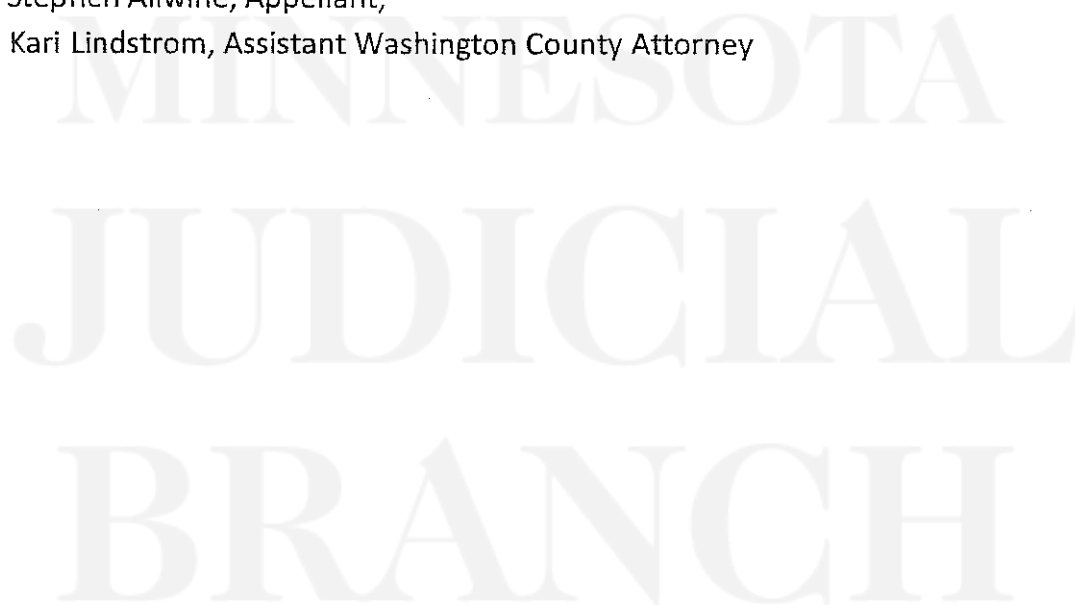 Stephen Allwine, Appellant,
Kari Lindstrom, Assistant Washington County Attorney
MINNESOTA
JUDICIAL
BRANCH